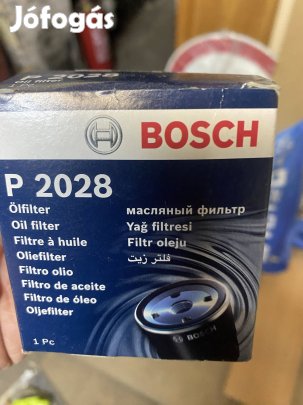 Jófogás
BOSCH
P 2028
Ölfilter
Oil filter
Filtre à huile
Oliefilter
Filtro olio
Filtro de aceite
Filtro de óleo
Oljefilter
1 Pc
масляный фильтр
Yağ filtresi
Filtr oleju
فلتر زيت
BOSCH